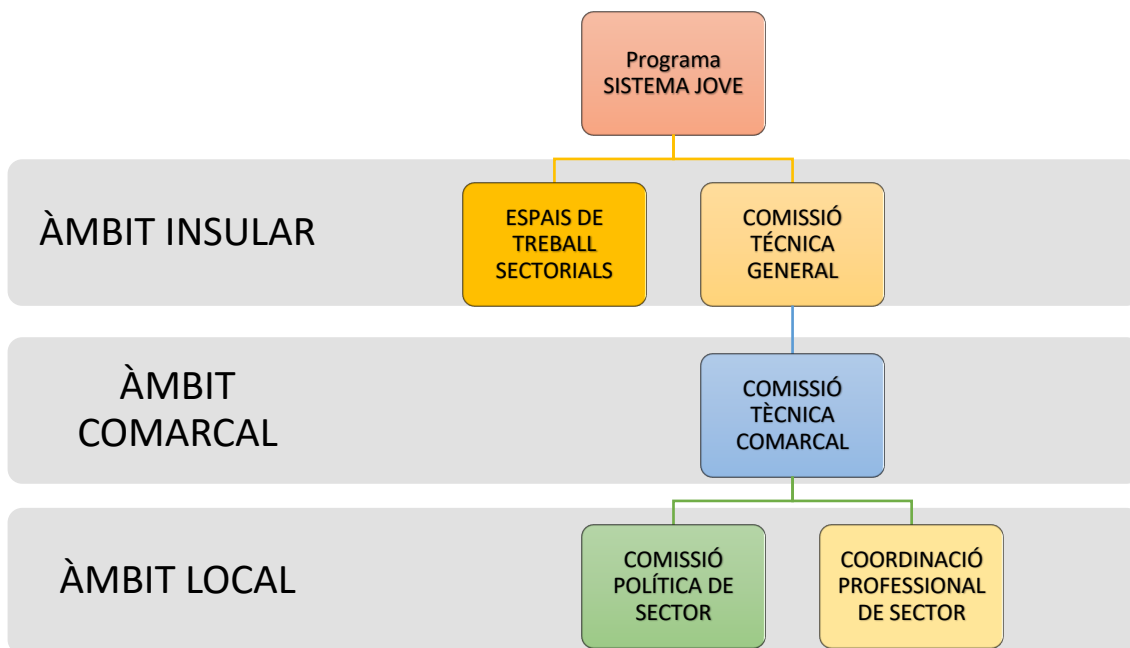 Programa
SISTEMA JOVE
ÀMBIT INSULAR
ESPAIS DE
TREBALL
SECTORIALS
COMISSIÓ
TÉCNICA
GENERAL
ÀMBIT
COMARCAL
COMISSIÓ
TÈCNICA
COMARCAL
ÀMBIT LOCAL
COMISSIÓ
POLÍTICA DE
SECTOR
COORDINACIÓ
PROFESSIONAL
DE SECTOR